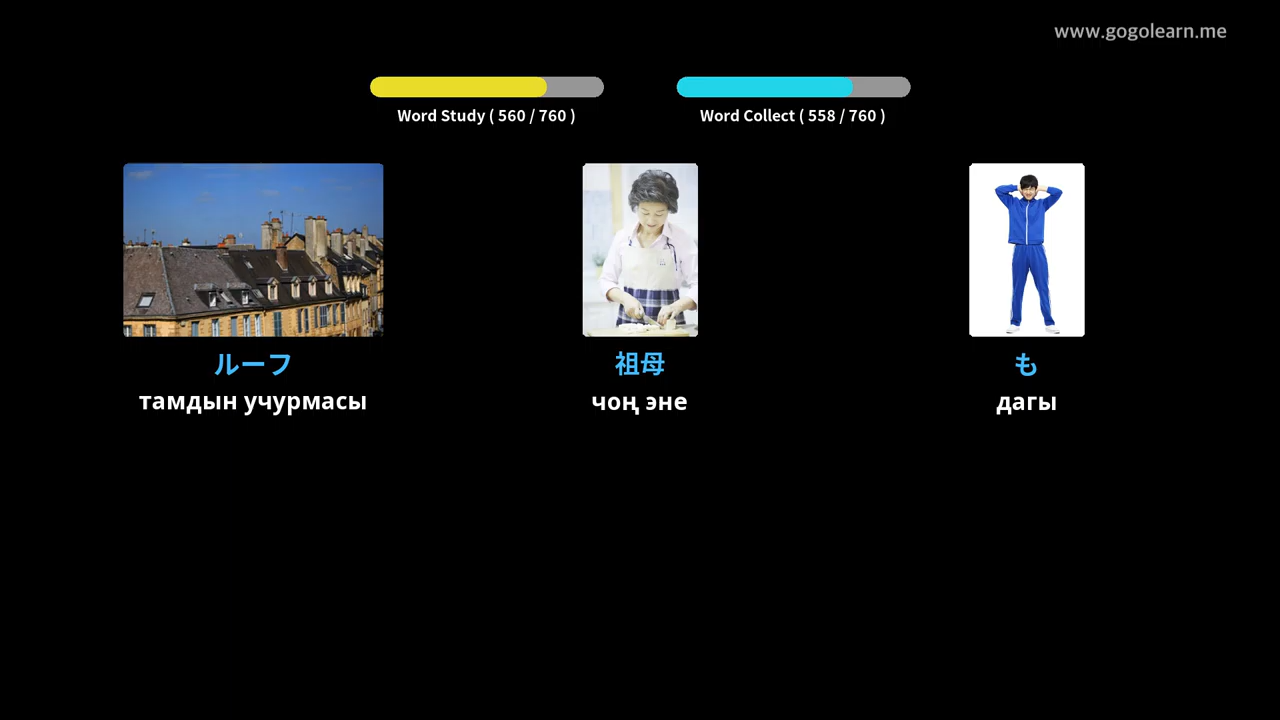 www.gogolearn.me
Word Study ( 560 / 760 )
Word Collect ( 558 / 760 )
ルーフ
祖母
も
тамдын учурмасы
чоң эне
дагы